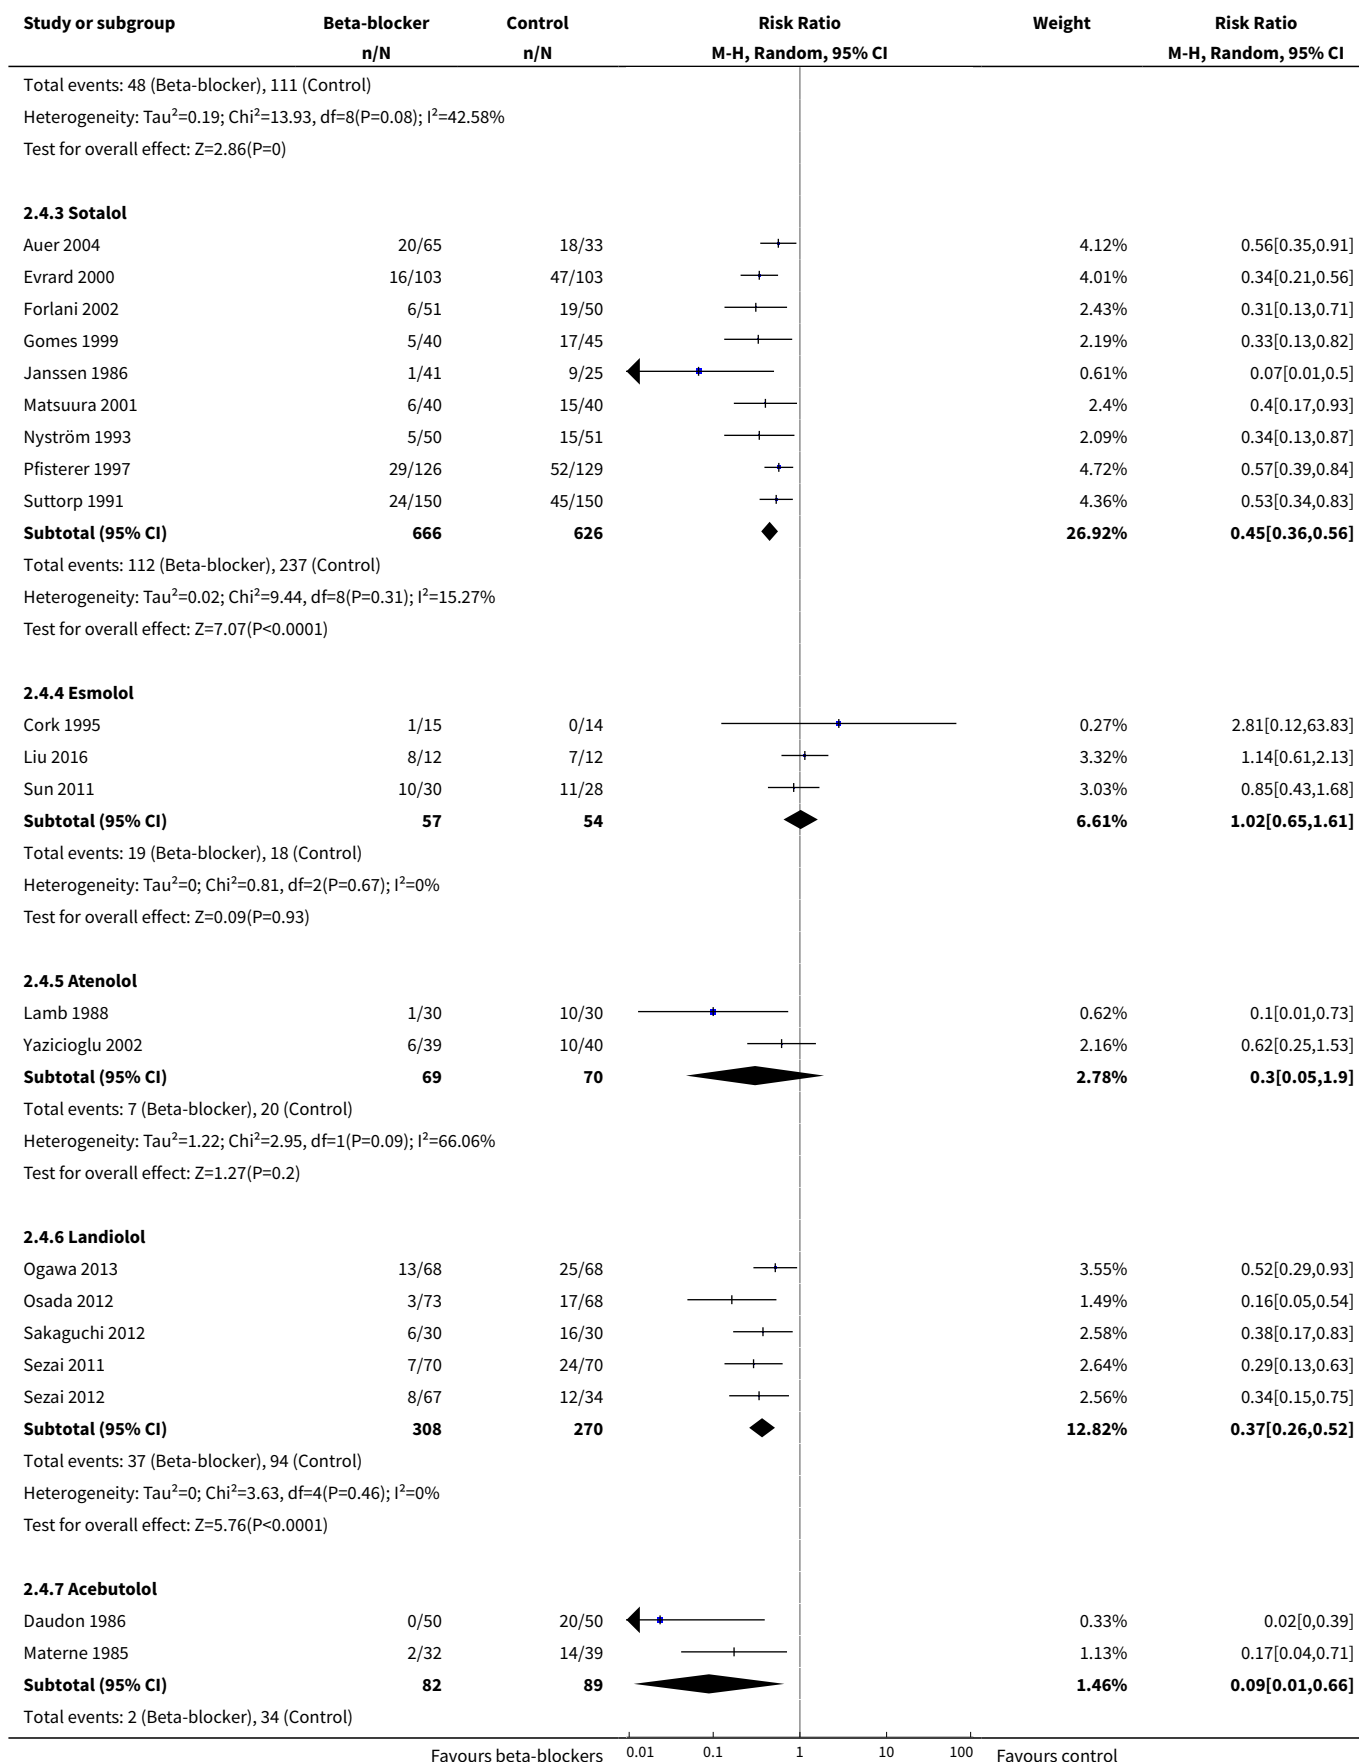 Study or subgroup Beta-blocker Control Risk Ratio Weight Risk Ratio
n/N n/N M-H, Random, 95% CI M-H, Random, 95% CI
Total events: 48 (Beta-blocker), 111 (Control)
Heterogeneity: Tau²=0.19; Chi²=13.93, df=8(P=0.08); I²=42.58%
Test for overall effect: Z=2.86(P=0)
2.4.3 Sotalol
Auer 2004 20/65 18/33 4.12% 0.56[0.35,0.91]
Evrard 2000 16/103 47/103 4.01% 0.34[0.21,0.56]
Forlani 2002 6/51 19/50 2.43% 0.31[0.13,0.71]
Gomes 1999 5/40 17/45 2.19% 0.33[0.13,0.82]
Janssen 1986 1/41 9/25 0.61% 0.07[0.01,0.5]
Matsuura 2001 6/40 15/40 2.4% 0.4[0.17,0.93]
Nyström 1993 5/50 15/51 2.09% 0.34[0.13,0.87]
Pfisterer 1997 29/126 52/129 4.72% 0.57[0.39,0.84]
Suttorp 1991 24/150 45/150 4.36% 0.53[0.34,0.83]
Subtotal (95% CI) 666 626 26.92% 0.45[0.36,0.56]
Total events: 112 (Beta-blocker), 237 (Control)
Heterogeneity: Tau²=0.02; Chi²=9.44, df=8(P=0.31); I²=15.27%
Test for overall effect: Z=7.07(P<0.0001)
2.4.4 Esmolol
Cork 1995 1/15 0/14 0.27% 2.81[0.12,63.83]
Liu 2016 8/12 7/12 3.32% 1.14[0.61,2.13]
Sun 2011 10/30 11/28 3.03% 0.85[0.43,1.68]
Subtotal (95% CI) 57 54 6.61% 1.02[0.65,1.61]
Total events: 19 (Beta-blocker), 18 (Control)
Heterogeneity: Tau²=0; Chi²=0.81, df=2(P=0.67); I²=0%
Test for overall effect: Z=0.09(P=0.93)
2.4.5 Atenolol
Lamb 1988 1/30 10/30 0.62% 0.1[0.01,0.73]
Yazicioglu 2002 6/39 10/40 2.16% 0.62[0.25,1.53]
Subtotal (95% CI) 69 70 2.78% 0.3[0.05,1.9]
Total events: 7 (Beta-blocker), 20 (Control)
Heterogeneity: Tau²=1.22; Chi²=2.95, df=1(P=0.09); I²=66.06%
Test for overall effect: Z=1.27(P=0.2)
2.4.6 Landiolol
Ogawa 2013 13/68 25/68 3.55% 0.52[0.29,0.93]
Osada 2012 3/73 17/68 1.49% 0.16[0.05,0.54]
Sakaguchi 2012 6/30 16/30 2.58% 0.38[0.17,0.83]
Sezai 2011 7/70 24/70 2.64% 0.29[0.13,0.63]
Sezai 2012 8/67 12/34 2.56% 0.34[0.15,0.75]
Subtotal (95% CI) 308 270 12.82% 0.37[0.26,0.52]
Total events: 37 (Beta-blocker), 94 (Control)
Heterogeneity: Tau²=0; Chi²=3.63, df=4(P=0.46); I²=0%
Test for overall effect: Z=5.76(P<0.0001)
2.4.7 Acebutolol
Daudon 1986 0/50 20/50 0.33% 0.02[0,0.39]
Materne 1985 2/32 14/39 1.13% 0.17[0.04,0.71]
Subtotal (95% CI) 82 89 1.46% 0.09[0.01,0.66]
Total events: 2 (Beta-blocker), 34 (Control)
Favours beta-blockers 0.01 0.1 1 10 100 Favours control